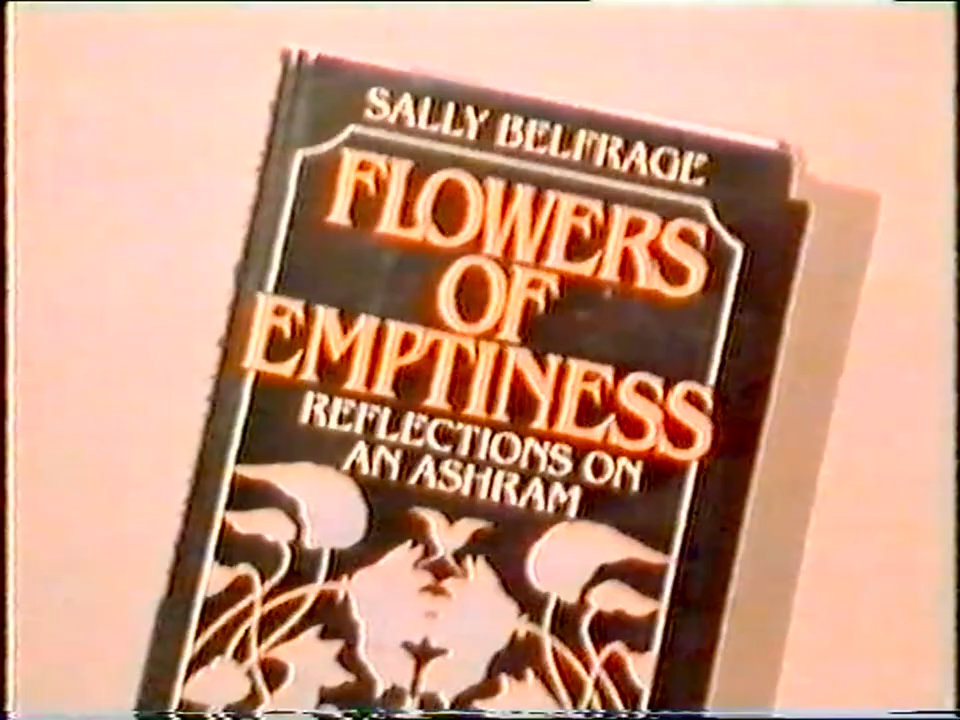 SALLY BELFRAGE
FLOWERS
OF
EMPTINESS
REFLECTIONS ON
AN ASHRAM